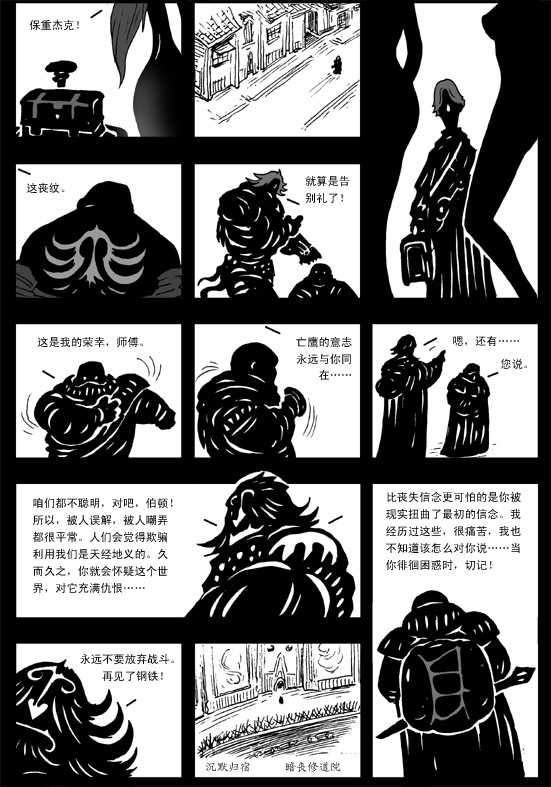 保重杰克！
这丧纹。
就算是告
别礼了！
这是我的荣幸，师傅。
亡鹰的意志
永远与你同
在……
嗯，还有……
您说。
咱们都不聪明，对吧，伯顿！
所以，被人误解，被人嘲弄
都很平常。人们会觉得欺骗
利用我们是天经地义的。久
而久之，你就会怀疑这个世
界，对它充满仇恨……
比丧失信念更可怕的是你被
现实扭曲了最初的信念。我
经历过这些，很痛苦，我也
不知道该怎么对你说……当
你徘徊困惑时，切记！
永远不要放弃战斗。
再见了钢铁！
沉默归宿 暗丧修道院